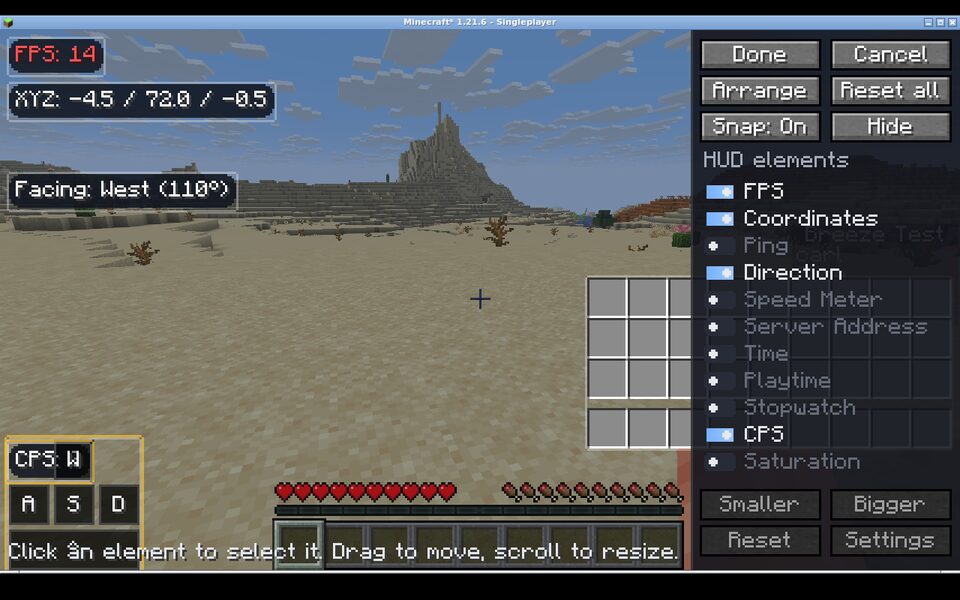 Minecraft* 1.21.6 - Singleplayer
FPS: 14
XYZ: -4.5 / 72.0 / -0.5
Facing: West (110°)
Done
Cancel
Arrange
Reset all
Snap: On
Hide
HUD elements
FPS
Coordinates
Ping
Direction
Speed Meter
Server Address
Time
Playtime
Stopwatch
CPS
Saturation
Smaller
Bigger
Reset
Settings
Breeze Test
CPS: W
A S D
Click an element to select it. Drag to move, scroll to resize.